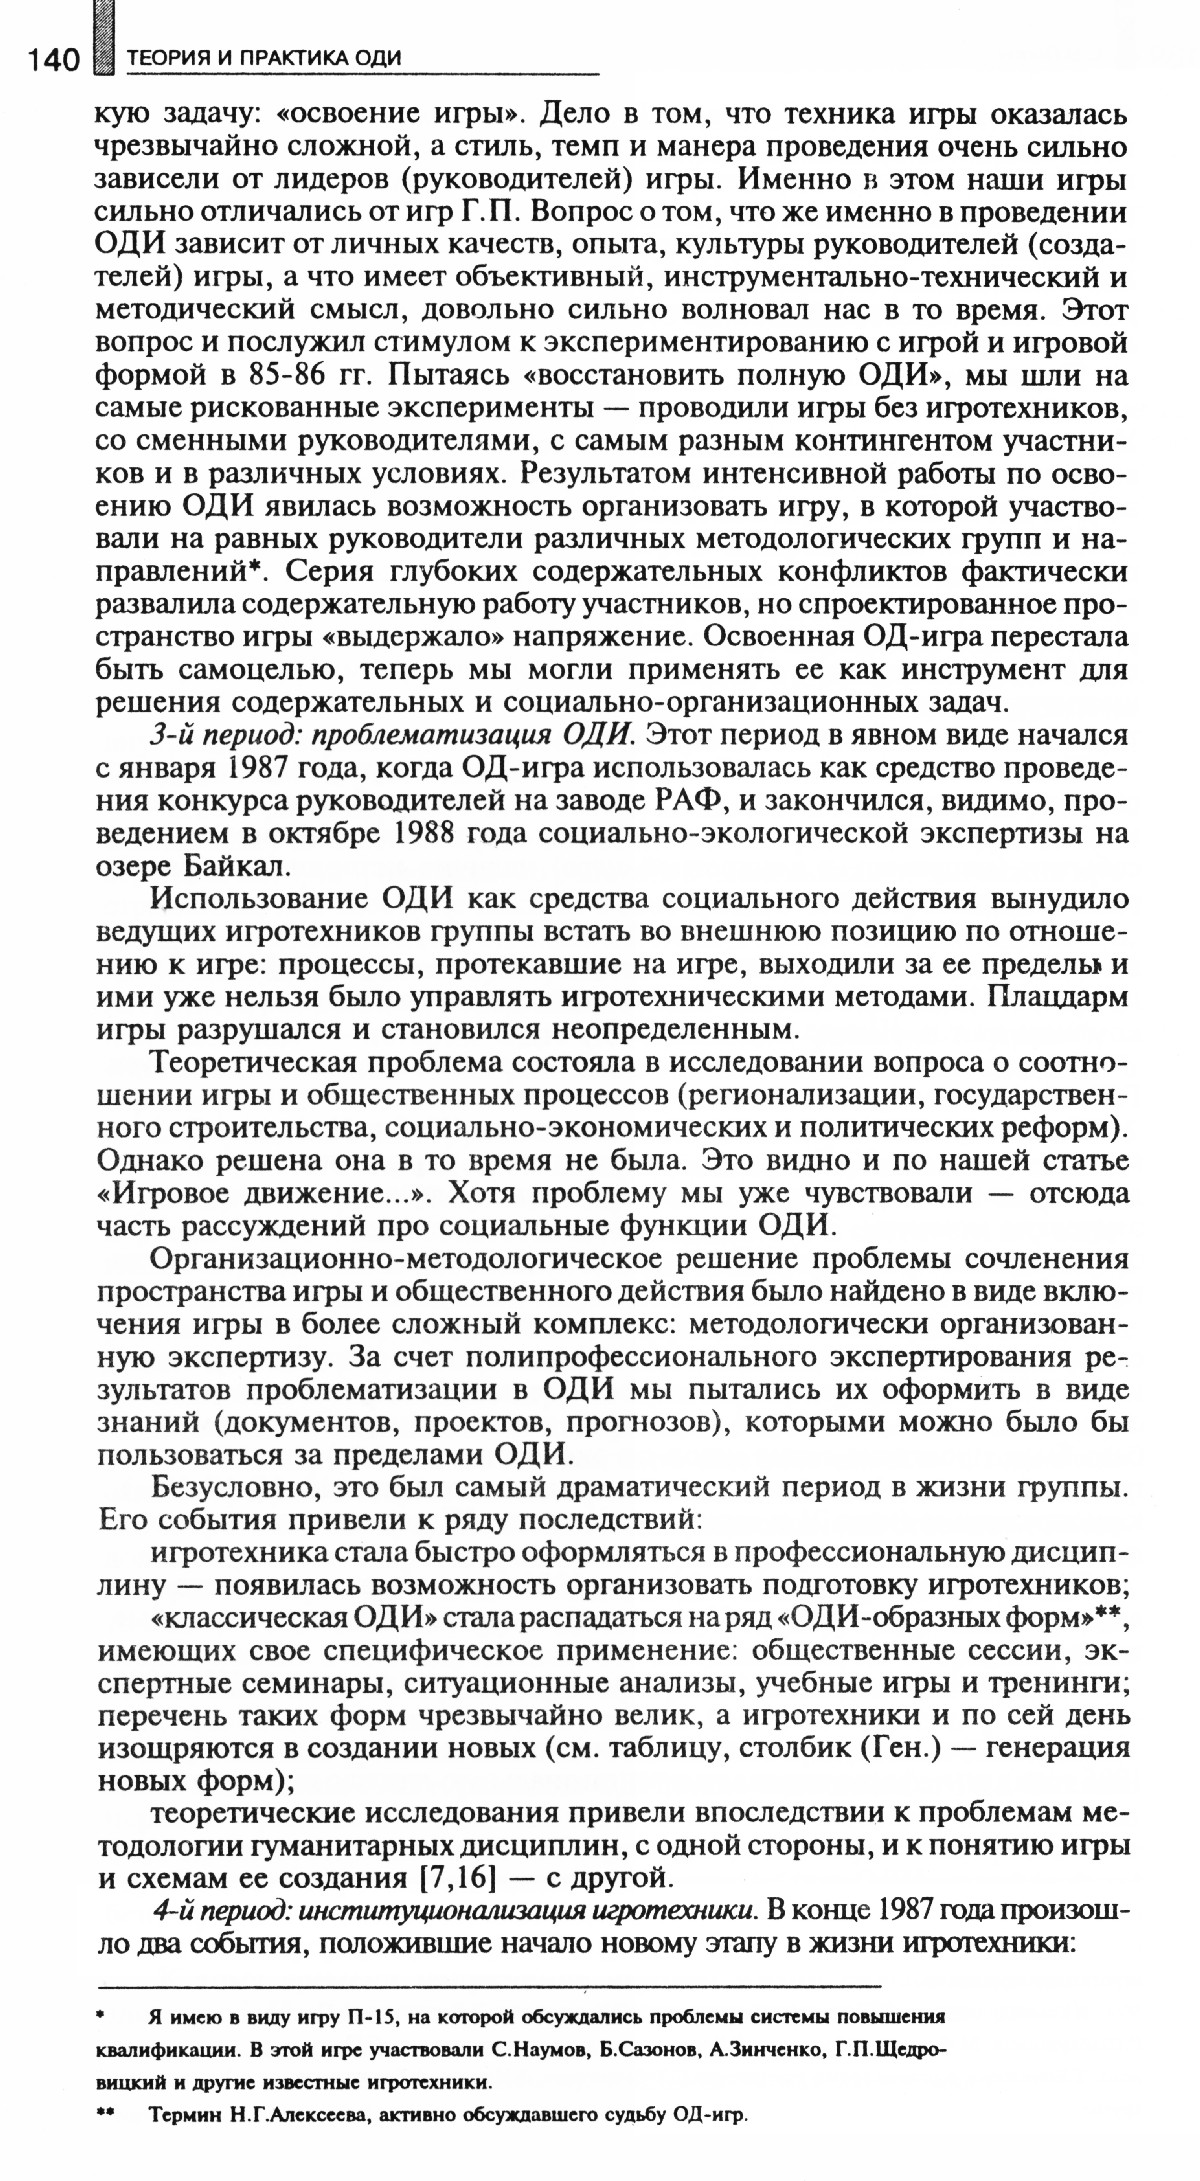 140 ТЕОРИЯ И ПРАКТИКА ОДИ
кую задачу: «освоение игры». Дело в том, что техника игры оказалась
чрезвычайно сложной, а стиль, темп и манера проведения очень сильно
зависели от лидеров (руководителей) игры. Именно в этом наши игры
сильно отличались от игр Г.П. Вопрос о том, что же именно в проведении
ОДИ зависит от личных качеств, опыта, культуры руководителей (созда-
телей) игры, а что имеет объективный, инструментально-технический и
методический смысл, довольно сильно волновал нас в то время. Этот
вопрос и послужил стимулом к экспериментированию с игрой и игровой
формой в 85-86 гг. Пытаясь «восстановить полную ОДИ», мы шли на
самые рискованные эксперименты — проводили игры без игротехников,
со сменными руководителями, с самым разным контингентом участни-
ков и в различных условиях. Результатом интенсивной работы по осво-
ению ОДИ явилась возможность организовать игру, в которой участво-
вали на равных руководители различных методологических групп и на-
правлений*. Серия глубоких содержательных конфликтов фактически
развалила содержательную работу участников, но спроектированное про-
странство игры «выдержало» напряжение. Освоенная ОД-игра перестала
быть самоцелью, теперь мы могли применять ее как инструмент для
решения содержательных и социально-организационных задач.
3-й период: проблематизация ОДИ. Этот период в явном виде начался
с января 1987 года, когда ОД-игра использовалась как средство проведе-
ния конкурса руководителей на заводе РАФ, и закончился, видимо, про-
ведением в октябре 1988 года социально-экологической экспертизы на
озере Байкал.
Использование ОДИ как средства социального действия вынудило
ведущих игротехников группы встать во внешнюю позицию по отноше-
нию к игре: процессы, протекавшие на игре, выходили за ее пределы и
ими уже нельзя было управлять игротехническими методами. Плацдарм
игры разрушался и становился неопределенным.
Теоретическая проблема состояла в исследовании вопроса о соотно-
шении игры и общественных процессов (регионализации, государствен-
ного строительства, социально-экономических и политических реформ).
Однако решена она в то время не была. Это видно и по нашей статье
«Игровое движение...». Хотя проблему мы уже чувствовали — отсюда
часть рассуждений про социальные функции ОДИ.
Организационно-методологическое решение проблемы сочленения
пространства игры и общественного действия было найдено в виде вклю-
чения игры в более сложный комплекс: методологически организован-
ную экспертизу. За счет полипрофессионального экспертирования ре-
зультатов проблематизации в ОДИ мы пытались их оформить в виде
знаний (документов, проектов, прогнозов), которыми можно было бы
пользоваться за пределами ОДИ.
Безусловно, это был самый драматический период в жизни группы.
Его события привели к ряду последствий:
игротехника стала быстро оформляться в профессиональную дисцип-
лину — появилась возможность организовать подготовку игротехников;
«классическая ОДИ» стала распадаться на ряд «ОДИ-образных форм»**,
имеющих свое специфическое применение: общественные сессии, эк-
спертные семинары, ситуационные анализы, учебные игры и тренинги;
перечень таких форм чрезвычайно велик, а игротехники и по сей день
изощряются в создании новых (см. таблицу, столбик (Ген.) — генерация
новых форм);
теоретические исследования привели впоследствии к проблемам ме-
тодологии гуманитарных дисциплин, с одной стороны, и к понятию игры
и схемам ее создания [7,16] — с другой.
4-й период: институционализация игротехники. В конце 1987 года произош-
ло два события, положившие начало новому этапу в жизни игротехники:
* Я имею в виду игру П-15, на которой обсуждались проблемы системы повышения
квалификации. В этой игре участвовали С.Наумов, Б.Сазонов, А.Зинченко, Г.П.Щедро-
вицкий и другие известные игротехники.
** Термин Н.Г.Алексеева, активно обсуждавшего судьбу ОД-игр.